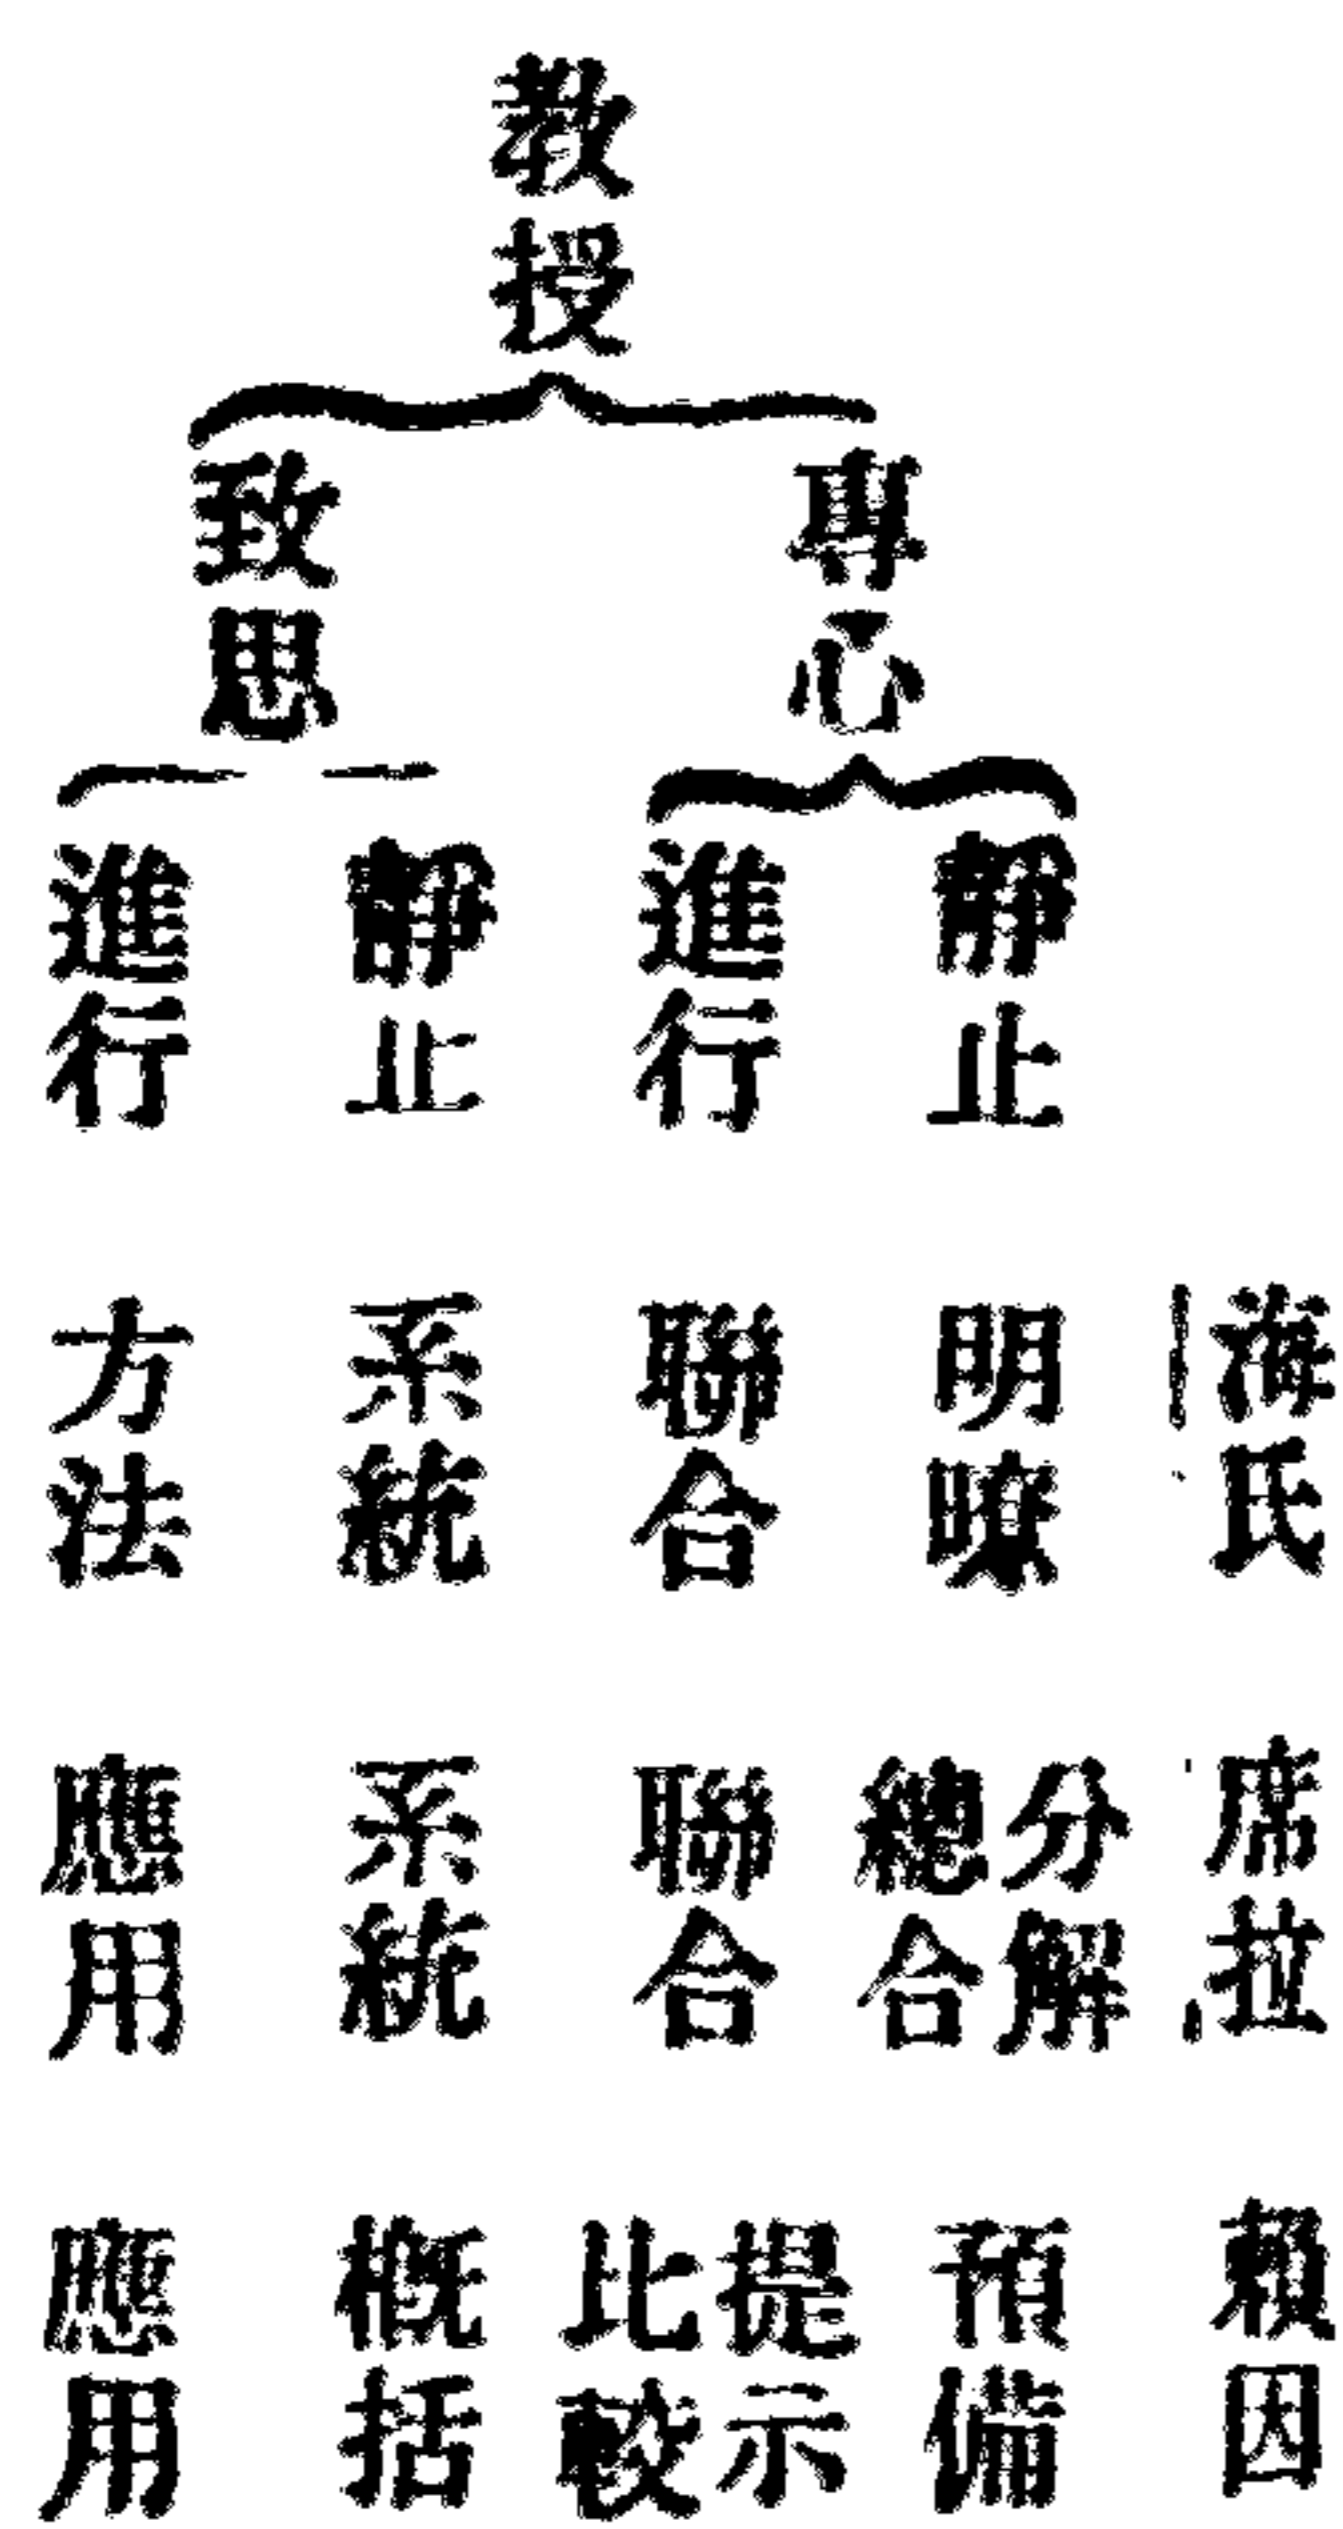 教授
專心
致思
靜止
進行
靜止
進行
海氏
明瞭
聯合
系統
方法
席拉
分解
總合
聯合
系統
應用
賴因
預備
提示
比較
概括
應用